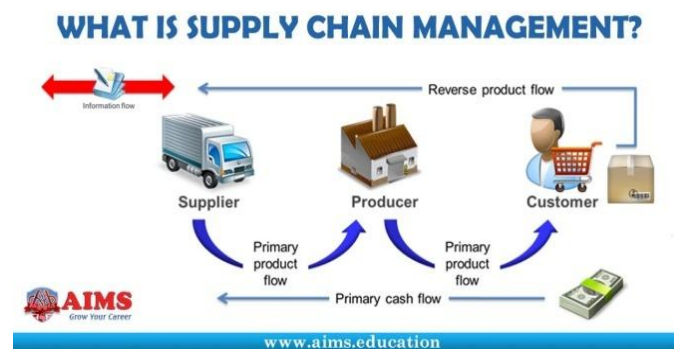 WHAT IS SUPPLY CHAIN MANAGEMENT?
Information flow
Reverse product flow
Supplier
Producer
Customer
Primary
product
flow
Primary
product
flow
Primary cash flow
AIMS
Grow Your Career
www.aims.education